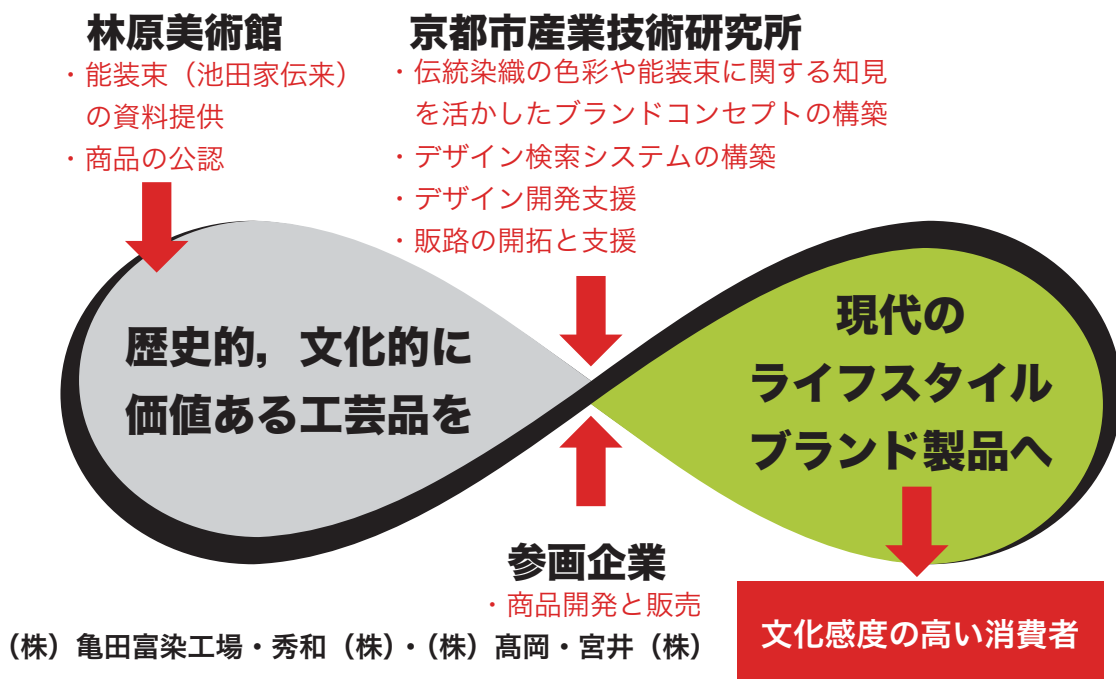 林原美術館
・能装束（池田家伝来）
の資料提供
・商品の公認
京都市産業技術研究所
・伝統染織の色彩や能装束に関する知見
を活かしたブランドコンセプトの構築
・デザイン検索システムの構築
・デザイン開発支援
・販路の開拓と支援
歴史的，文化的に
価値ある工芸品を
現代の
ライフスタイル
ブランド製品へ
参画企業
・商品開発と販売
（株）亀田富染工場・秀和（株）・（株）髙岡・宮井（株）
文化感度の高い消費者